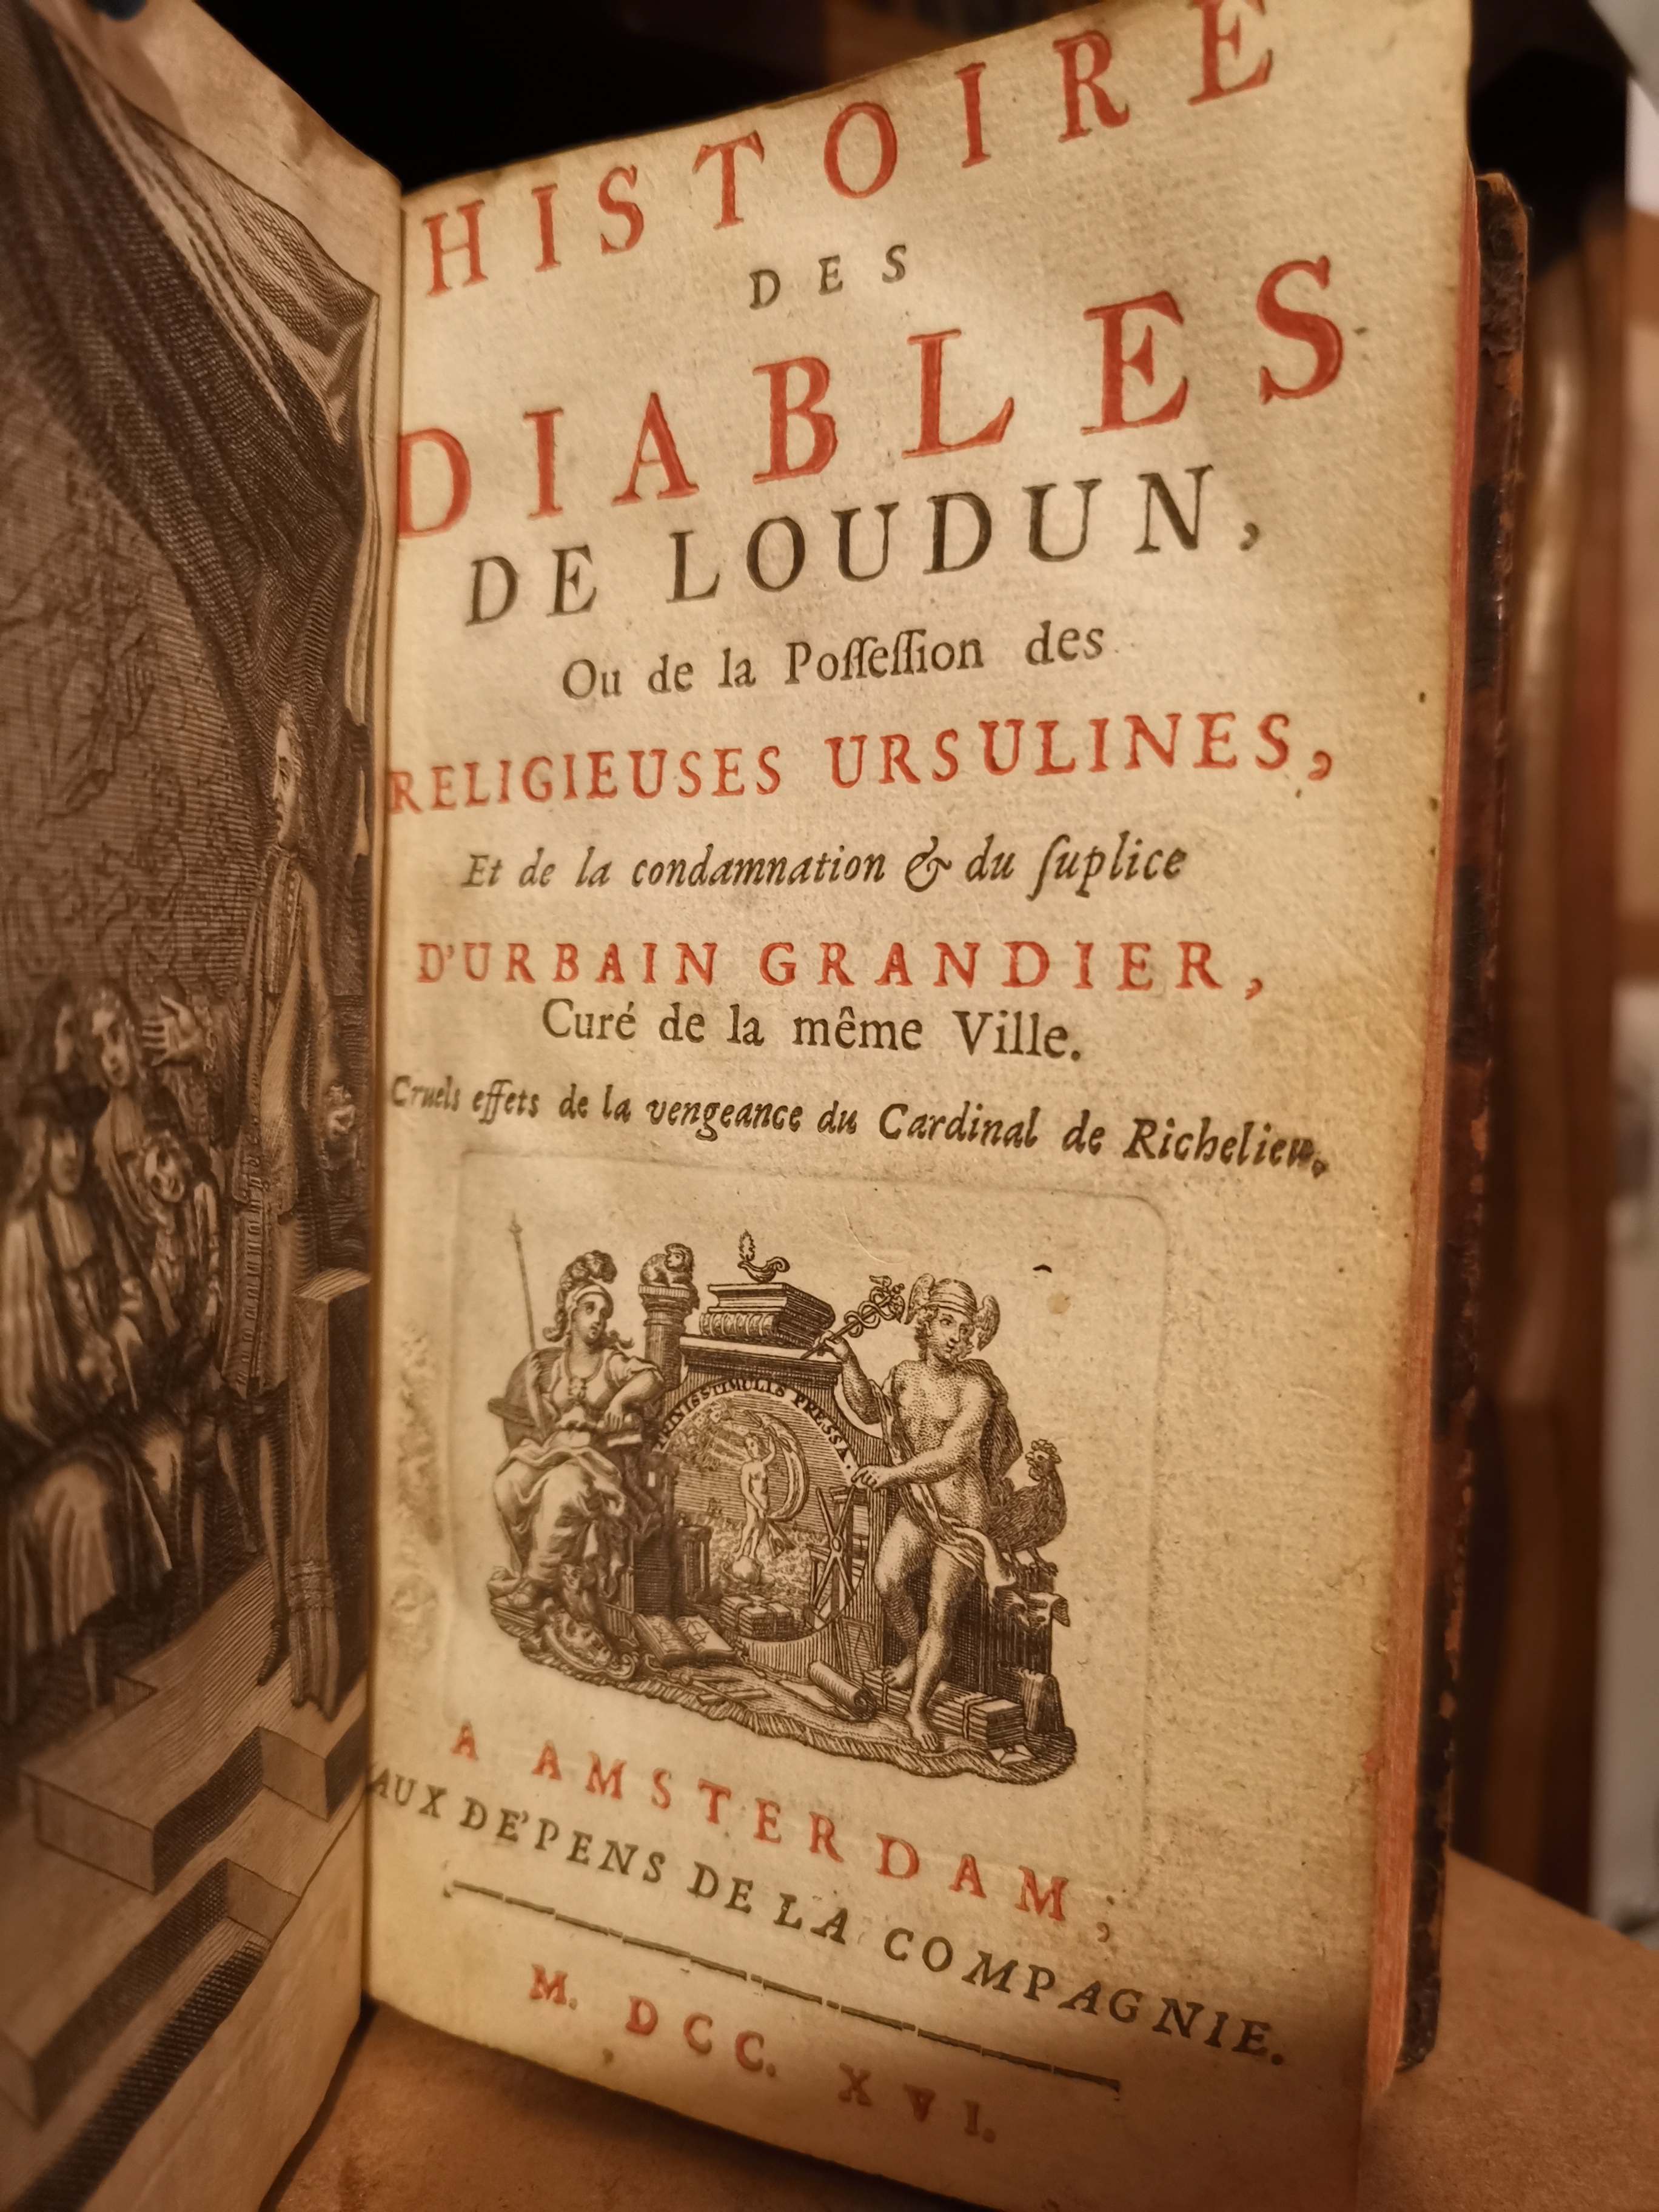 HISTOIRE
DES
DIABLES
DE LOUDUN,
Ou de la Poſſeſſion des
RELIGIEUSES URSULINES,
Et de la condamnation & du ſuplice
D'URBAIN GRANDIER,
Curé de la même Ville.
Cruels effets de la vengeance du Cardinal de Richelieu,
STIMULIS PRESSA.
A AMSTERDAM,
AUX DE'PENS DE LA COMPAGNIE.
M. DCC. XVI.